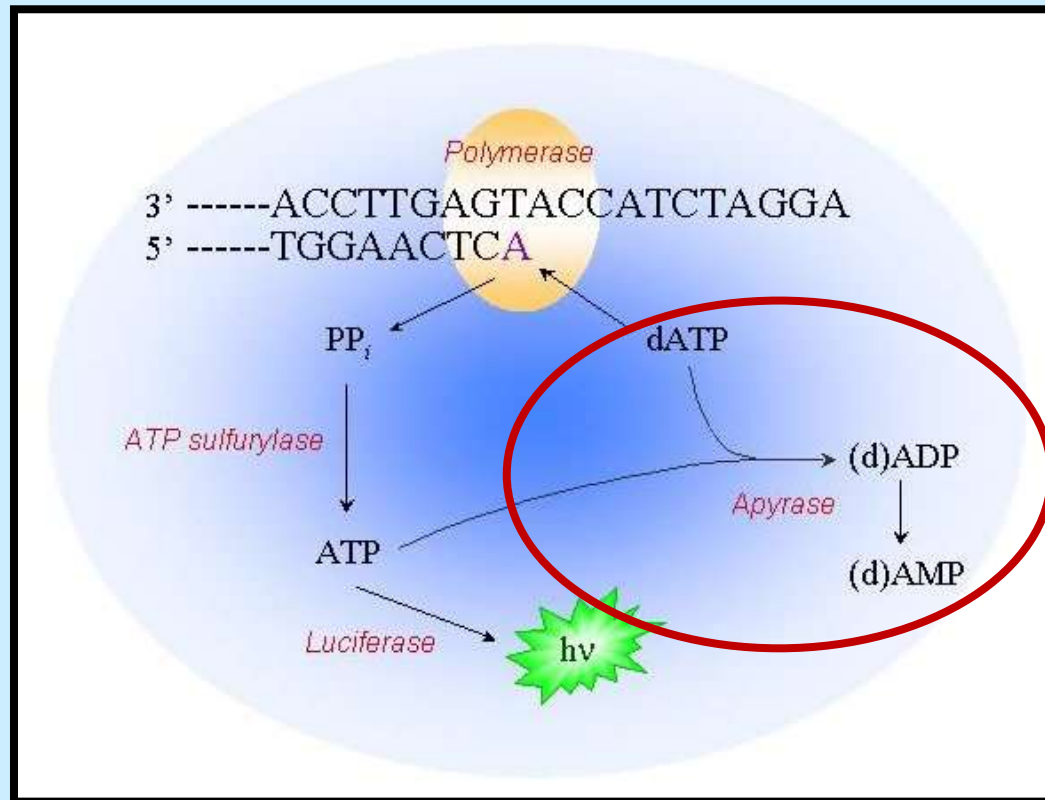 Polymerase
3’ ------ACCTTGAGTACCATCTAGGA
5’ ------TGGAACTCA
PPi
dATP
ATP sulfurylase
(d)ADP
Apyrase
ATP
(d)AMP
Luciferase
hν